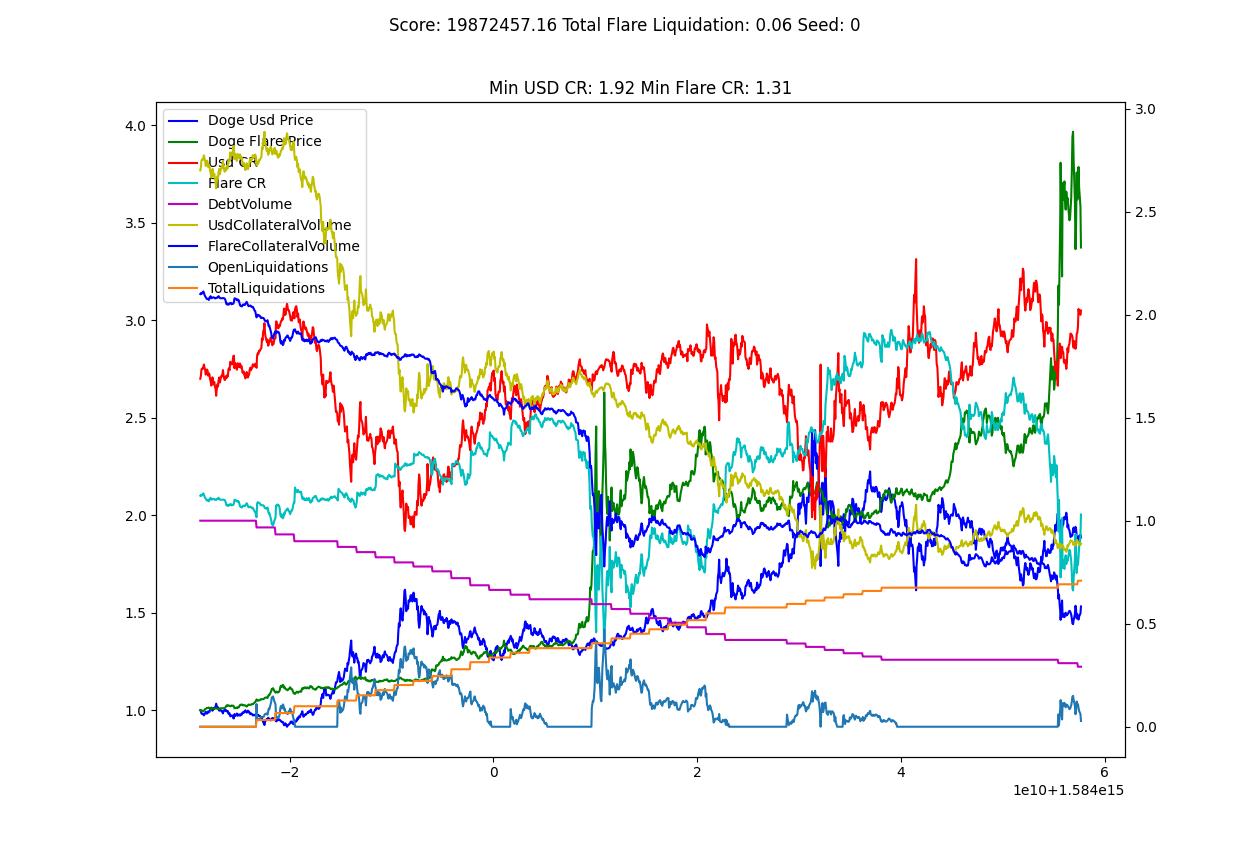 Score: 19872457.16 Total Flare Liquidation: 0.06 Seed: 0
Min USD CR: 1.92 Min Flare CR: 1.31
Doge Usd Price
Doge Flare Price
Usd CR
Flare CR
DebtVolume
UsdCollateralVolume
FlareCollateralVolume
OpenLiquidations
TotalLiquidations
4.0
3.5
3.0
2.5
2.0
1.5
1.0
3.0
2.5
2.0
1.5
1.0
0.5
0.0
−2
0
2
4
6
1e10+1.584e15